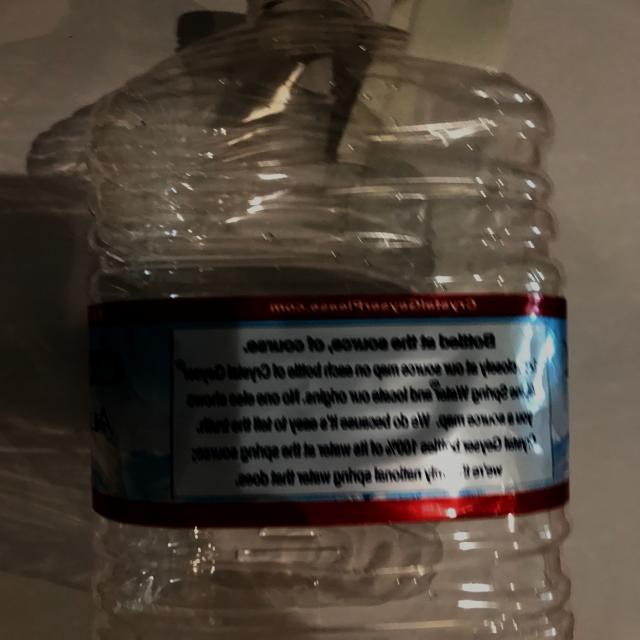 CrystalGeyserPlease.com
Bottled at the source, of course.
closely at our source map on each bottle of Crystal Geyser®
Spring Water® and locate our origins. No one else shows
you a source map. We do because it's easy to tell the truth.
Crystal Geyser bottles 100% of its water at the spring source;
we're the only national spring water that does.